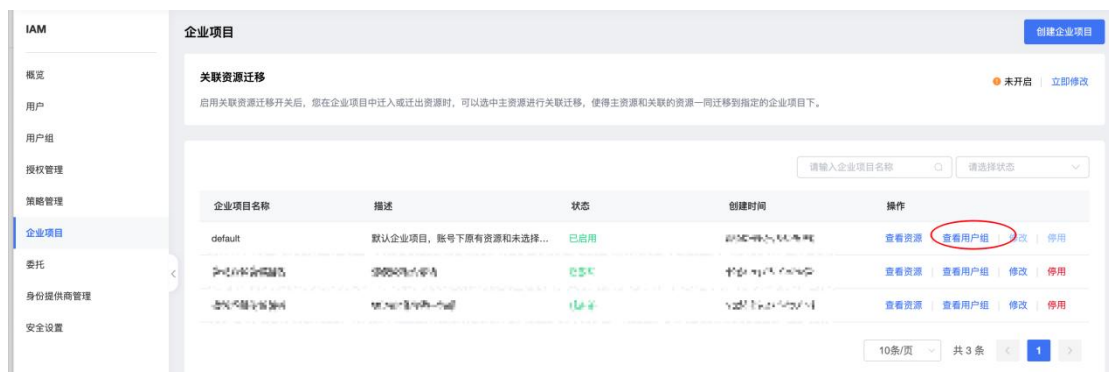 IAM
概览
用户
用户组
授权管理
策略管理
企业项目
委托
身份提供商管理
安全设置
企业项目
创建企业项目
关联资源迁移
未开启 立即修改
启用关联资源迁移开关后，您在企业项目中迁入或迁出资源时，可以选中主资源进行关联迁移，使得主资源和关联的资源一同迁移到指定的企业项目下。
请输入企业项目名称 请选择状态
企业项目名称 描述 状态 创建时间 操作
default 默认企业项目，账号下原有资源和未选择... 已启用 查看资源 查看用户组 修改 停用
查看资源 查看用户组 修改 停用
查看资源 查看用户组 修改 停用
10条/页 共 3 条 1